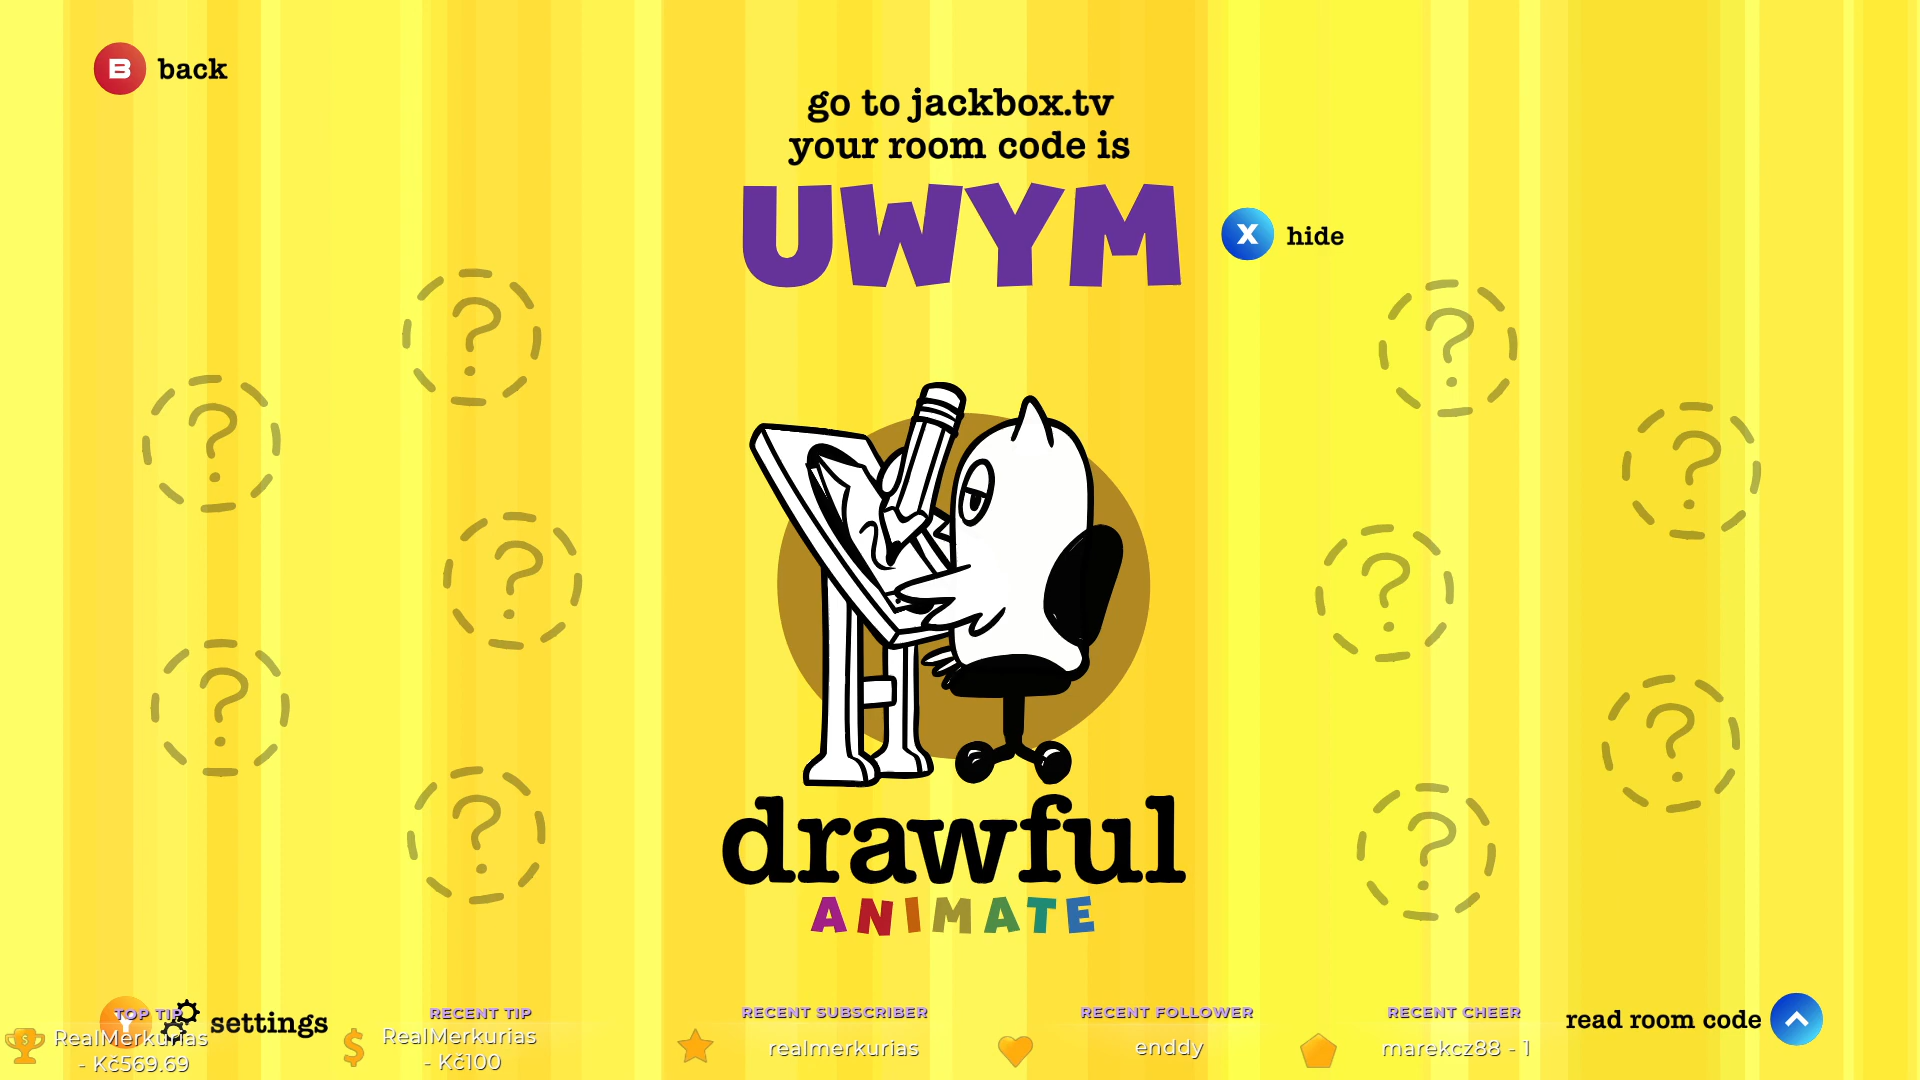 B back
go to jackbox.tv
your room code is
UWYM
X hide
drawful
ANIMATE
Y settings
read room code
TOP TIP
RealMerkurias
- Kč569.69
RECENT TIP
RealMerkurias
- Kč100
RECENT SUBSCRIBER
realmerkurias
RECENT FOLLOWER
enddy
RECENT CHEER
marekcz88 - 1